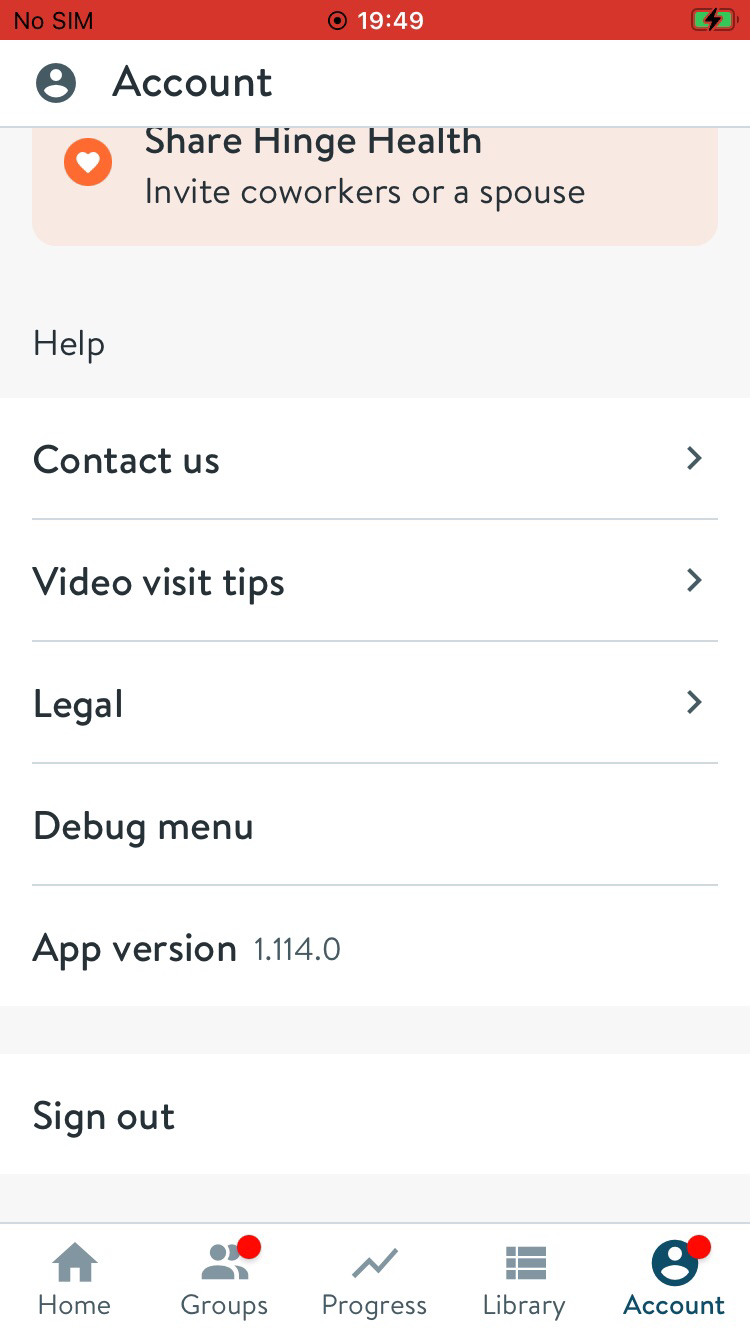 No SIM
19:49
Account
Share Hinge Health
Invite coworkers or a spouse
Help
Contact us
Video visit tips
Legal
Debug menu
App version 1.114.0
Sign out
Home Groups Progress Library Account